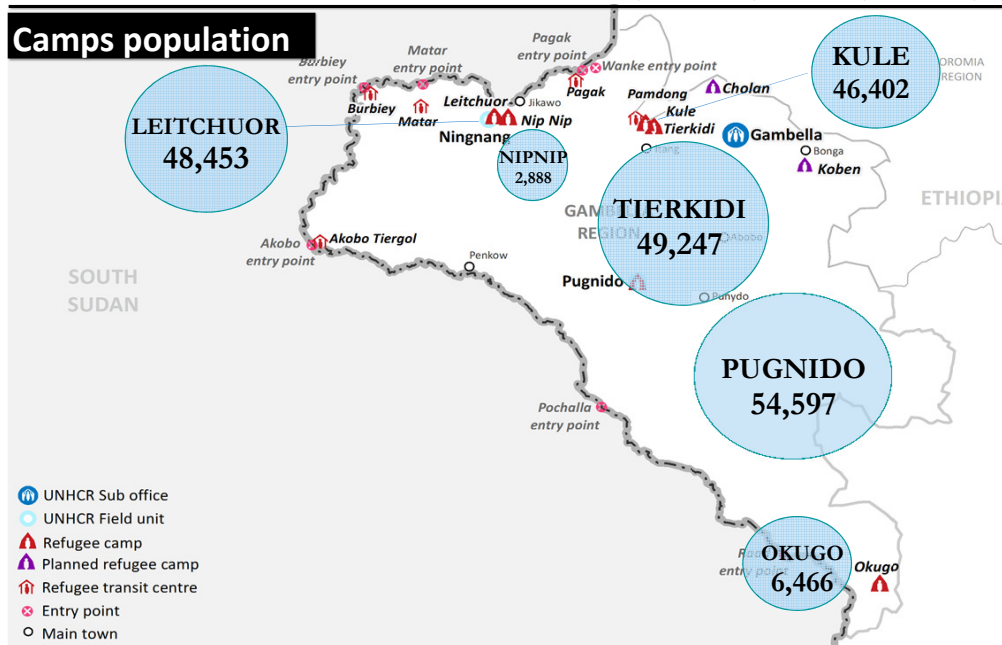 Camps population
Pagak
entry point
Matar
entry point
Burbiey
entry point
Wanke entry point
KULE
46,402
OROMIA
REGION
Cholan
Pagak
Pamdong
Burbiey
Matar
Leitchuor
Jikawo
Nip Nip
Ningnang
Kule
Tierkidi
Gambella
Bonga
Koben
LEITCHUOR
48,453
NIPNIP
2,888
TIERKIDI
49,247
REGION
Abobo
ETHIOPI
Akobo
entry point
Akobo Tiergol
Penkow
SOUTH
SUDAN
Pugnido
PUGNIDO
54,597
Pochalla
entry point
OKUGO
6,466
entry point
Okugo
UNHCR Sub office
UNHCR Field unit
Refugee camp
Planned refugee camp
Refugee transit centre
Entry point
Main town